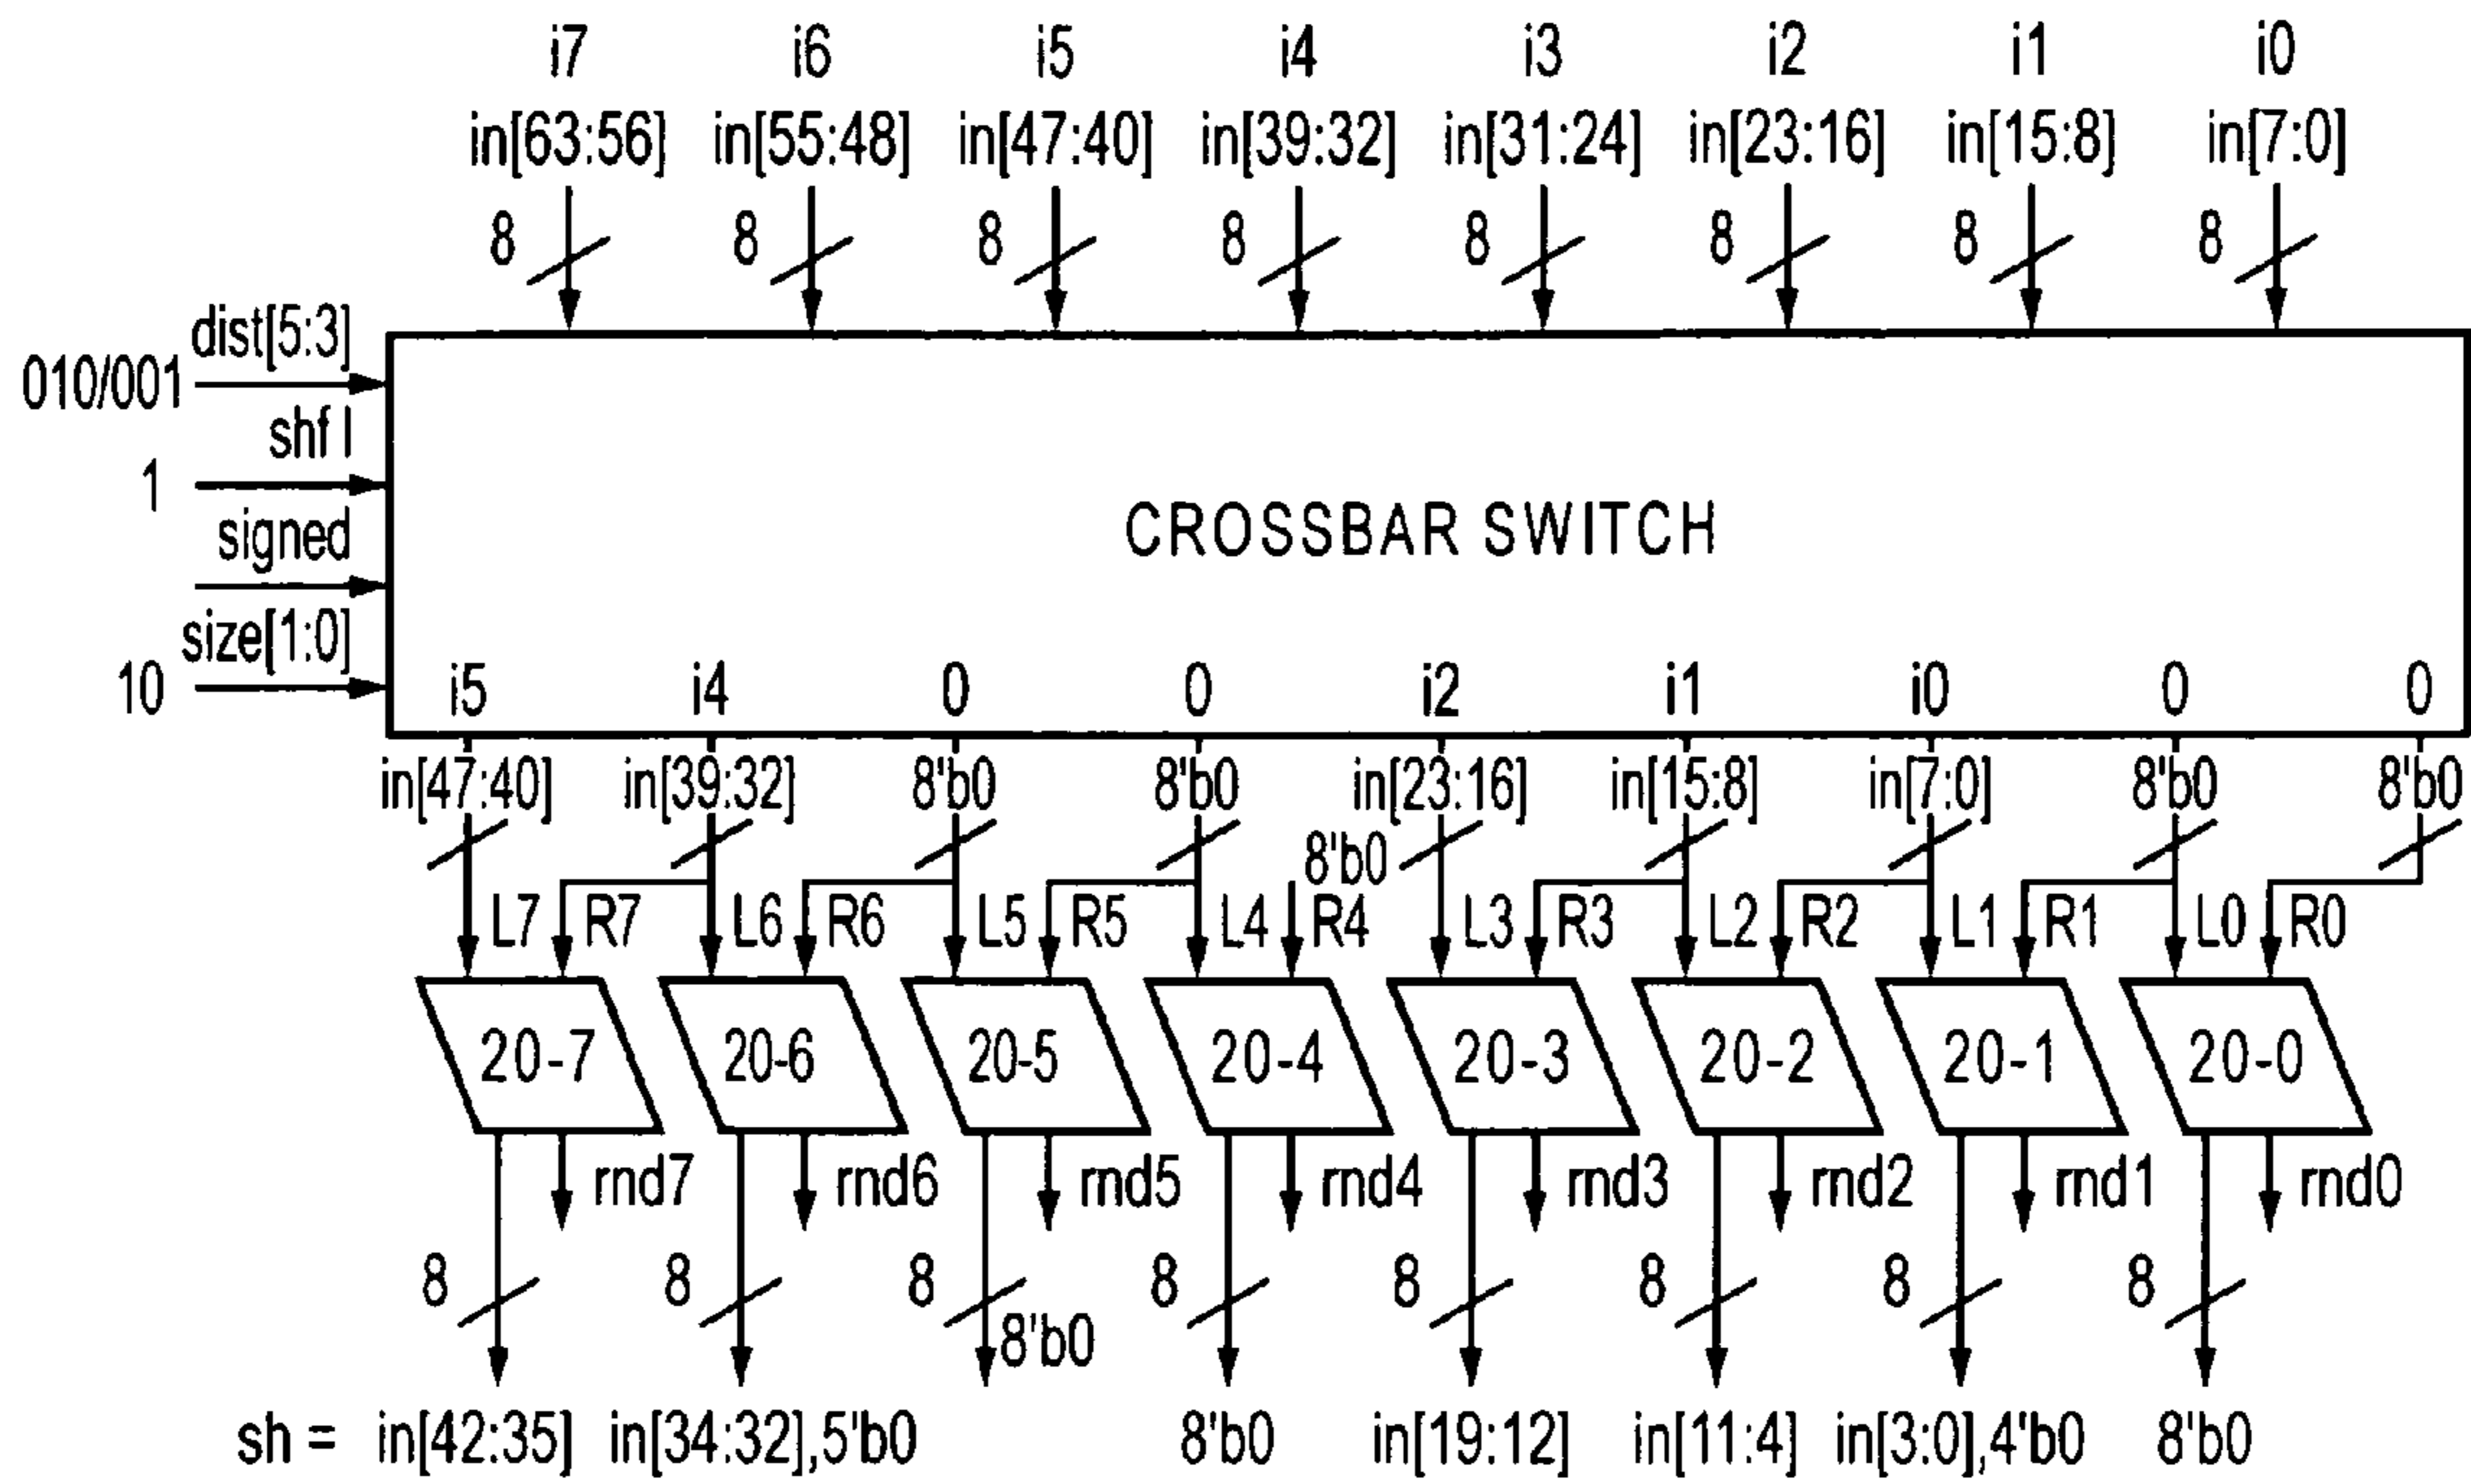 i7 i6 i5 i4 i3 i2 i1 i0
in[63:56] in[55:48] in[47:40] in[39:32] in[31:24] in[23:16] in[15:8] in[7:0]
8 8 8 8 8 8 8 8
dist[5:3]
010/001
shf l
1
signed
CROSSBAR SWITCH
size[1:0]
10
i5 i4 0 0 i2 i1 i0 0 0
in[47:40] in[39:32] 8'b0 8'b0 in[23:16] in[15:8] in[7:0] 8'b0 8'b0
8'b0
L7 R7 L6 R6 L5 R5 L4 R4 L3 R3 L2 R2 L1 R1 L0 R0
20-7 20-6 20-5 20-4 20-3 20-2 20-1 20-0
rnd7 rnd6 rnd5 rnd4 rnd3 rnd2 rnd1 rnd0
8 8 8 8 8 8 8 8
8'b0
sh = in[42:35] in[34:32],5'b0 8'b0 in[19:12] in[11:4] in[3:0],4'b0 8'b0